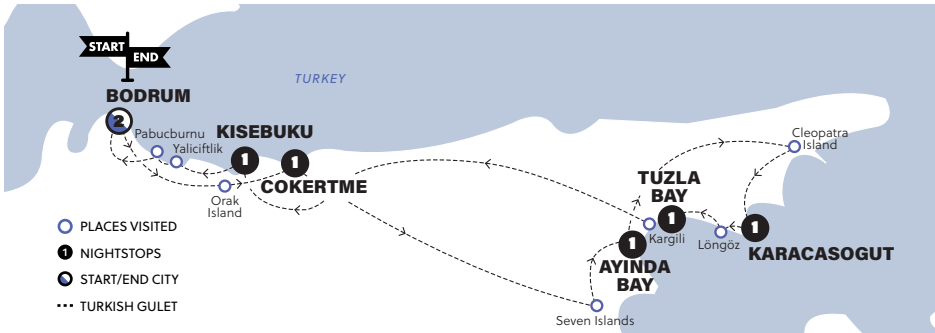 START
END
TURKEY
BODRUM
2
Pabucburnu
Yaliciftlik
KISEBUKU
1
1
COKERTME
Orak
Island
Cleopatra
Island
TUZLA
BAY
1
Kargili
Löngöz
1
KARACASOGUT
1
AYINDA
BAY
Seven Islands
PLACES VISITED
1 NIGHTSTOPS
START/END CITY
TURKISH GULET